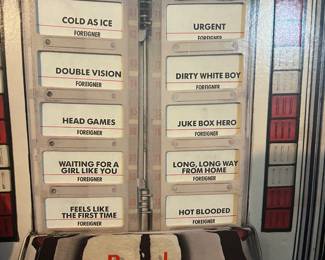 COLD AS ICE
FOREIGNER
URGENT
FOREIGNER
DOUBLE VISION
FOREIGNER
DIRTY WHITE BOY
FOREIGNER
HEAD GAMES
FOREIGNER
JUKE BOX HERO
FOREIGNER
WAITING FOR A
GIRL LIKE YOU
FOREIGNER
LONG, LONG WAY
FROM HOME
FOREIGNER
FEELS LIKE
THE FIRST TIME
FOREIGNER
HOT BLOODED
FOREIGNER